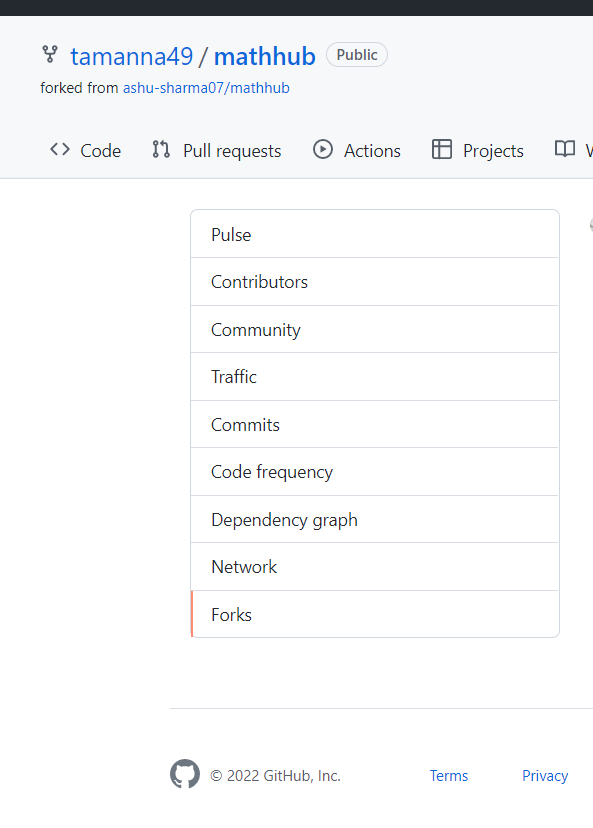 tamanna49 / mathhub Public
forked from ashu-sharma07/mathhub
Code Pull requests Actions Projects
Pulse
Contributors
Community
Traffic
Commits
Code frequency
Dependency graph
Network
Forks
© 2022 GitHub, Inc. Terms Privacy